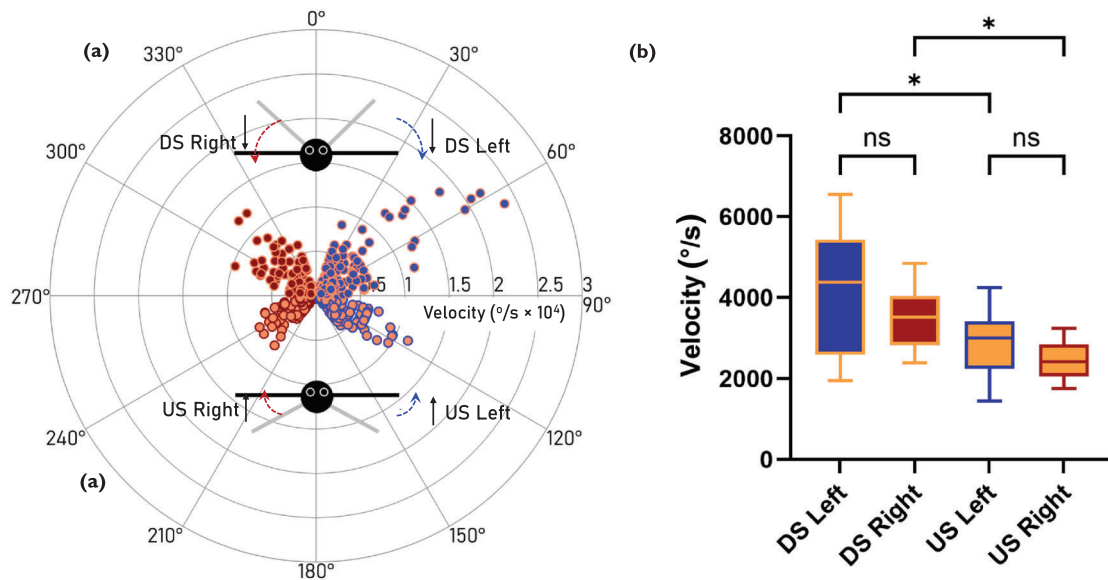 (a)
0°
30°
60°
90°
120°
150°
180°
210°
240°
270°
300°
330°
DS Right
DS Left
5 1 1.5 2 2.5 3
Velocity (°/s × 10⁴)
US Right
US Left
(a)
(b)
*
*
ns
ns
8000
6000
4000
2000
0
Velocity (°/s)
DS Left
DS Right
US Left
US Right